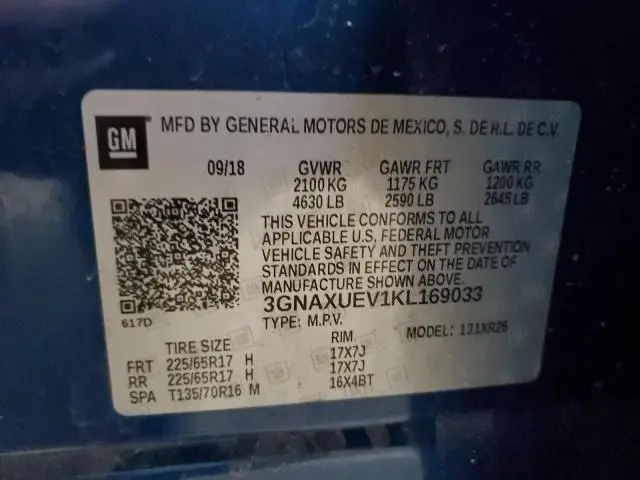 GM
MFD BY GENERAL MOTORS DE MEXICO, S. DE R.L. DE C.V.
09/18 GVWR GAWR FRT GAWR RR
2100 KG 1175 KG 1200 KG
4630 LB 2590 LB 2645 LB
THIS VEHICLE CONFORMS TO ALL
APPLICABLE U.S. FEDERAL MOTOR
VEHICLE SAFETY AND THEFT PREVENTION
STANDARDS IN EFFECT ON THE DATE OF
MANUFACTURE SHOWN ABOVE.
3GNAXUEV1KL169033
617D
TYPE: M.P.V. MODEL: 131XR26
TIRE SIZE RIM
FRT 225/65R17 H 17X7J
RR 225/65R17 H 17X7J
SPA T135/70R16 M 16X4BT